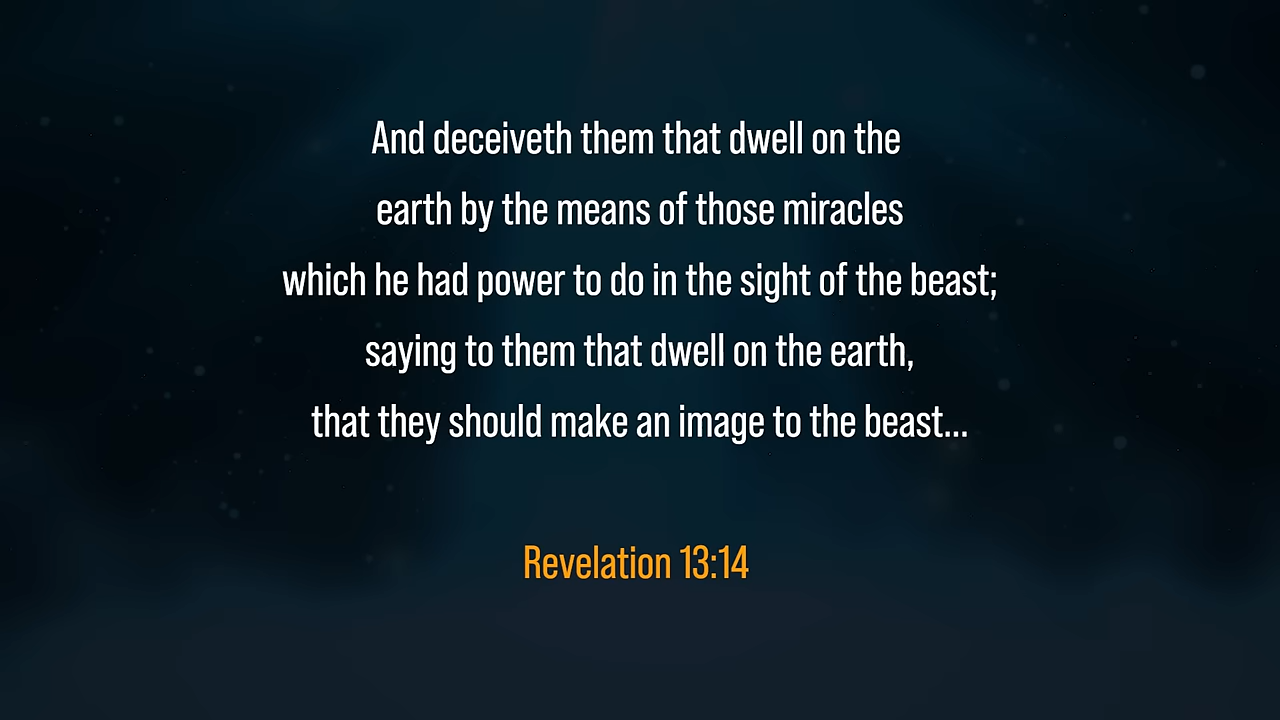 And deceiveth them that dwell on the
earth by the means of those miracles
which he had power to do in the sight of the beast;
saying to them that dwell on the earth,
that they should make an image to the beast...
Revelation 13:14